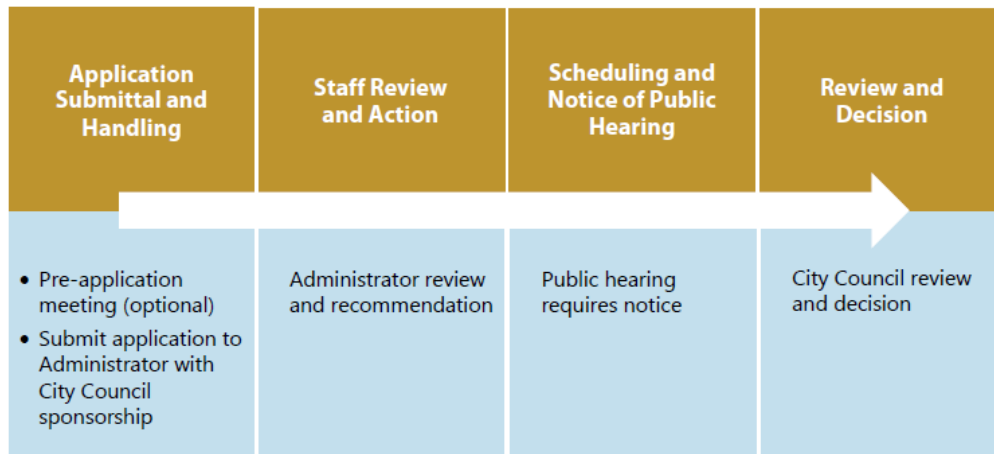 Application
Submittal and
Handling
Staff Review
and Action
Scheduling and
Notice of Public
Hearing
Review and
Decision
• Pre-application
meeting (optional)
• Submit application to
Administrator with
City Council
sponsorship
Administrator review
and recommendation
Public hearing
requires notice
City Council review
and decision